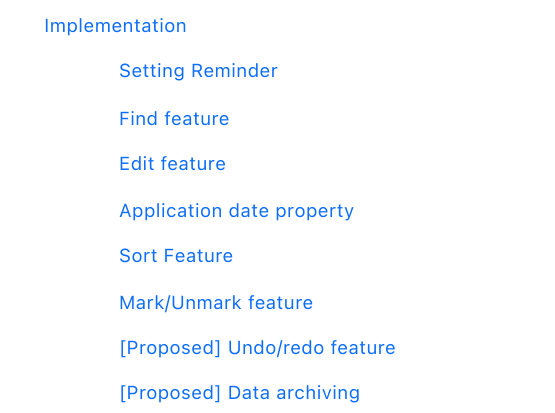 Implementation
Setting Reminder
Find feature
Edit feature
Application date property
Sort Feature
Mark/Unmark feature
[Proposed] Undo/redo feature
[Proposed] Data archiving